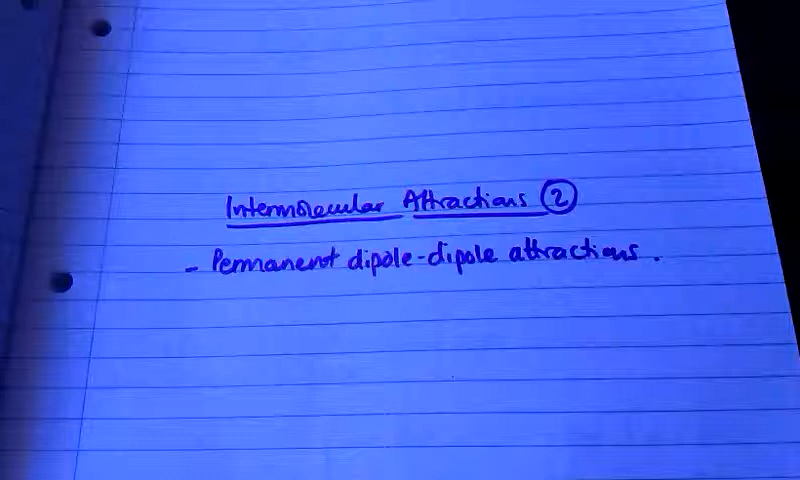 Intermolecular Attractions ②
- Permanent dipole-dipole attractions.